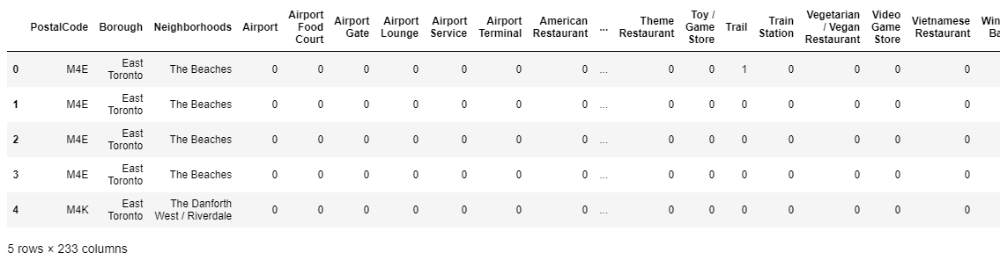 PostalCode Borough Neighborhoods Airport Airport Food Court Airport Gate Airport Lounge Airport Service Airport Terminal American Restaurant ... Theme Restaurant Toy / Game Store Trail Train Station Vegetarian / Vegan Restaurant Video Game Store Vietnamese Restaurant
0 M4E East Toronto The Beaches 0 0 0 0 0 0 0 ... 0 0 1 0 0 0 0
1 M4E East Toronto The Beaches 0 0 0 0 0 0 0 ... 0 0 0 0 0 0 0
2 M4E East Toronto The Beaches 0 0 0 0 0 0 0 ... 0 0 0 0 0 0 0
3 M4E East Toronto The Beaches 0 0 0 0 0 0 0 ... 0 0 0 0 0 0 0
4 M4K East Toronto The Danforth West / Riverdale 0 0 0 0 0 0 0 ... 0 0 0 0 0 0 0
5 rows × 233 columns